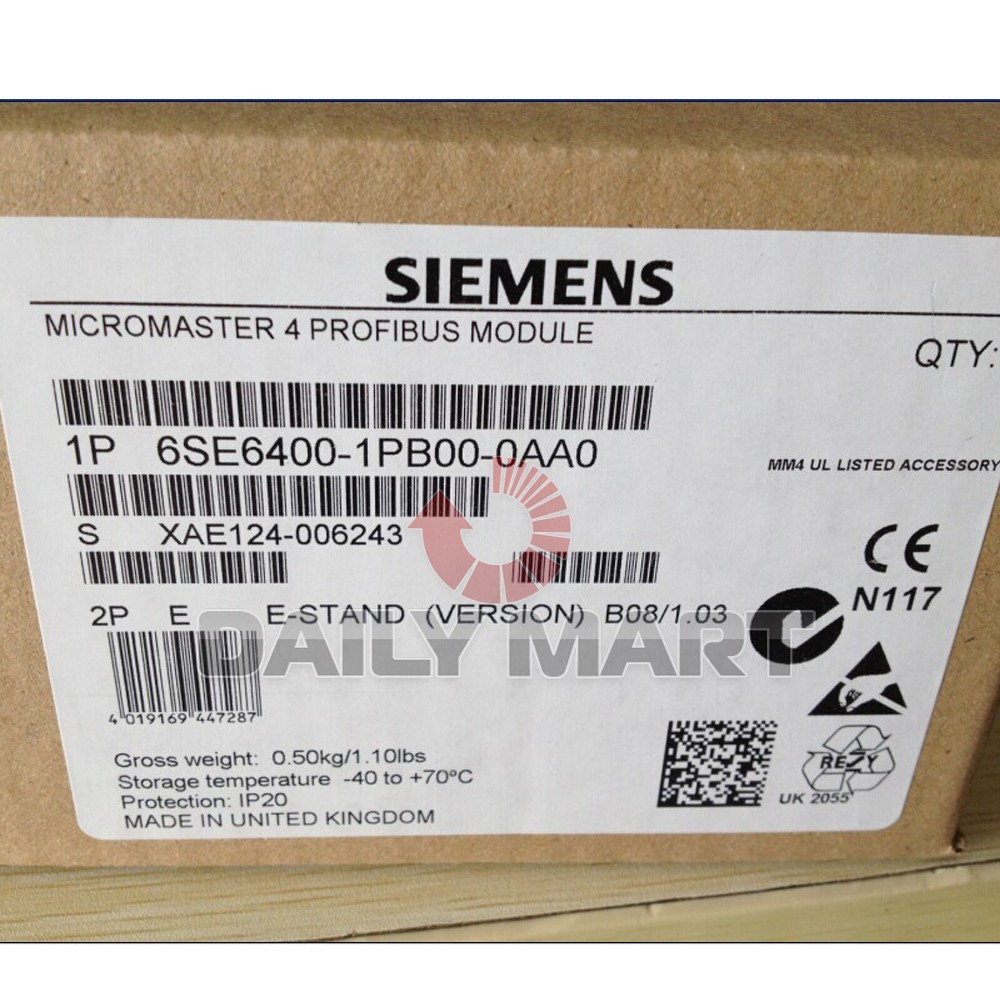 SIEMENS
MICROMASTER 4 PROFIBUS MODULE
QTY:
1P 6SE6400-1PB00-0AA0
MM4 UL LISTED ACCESSORY
S XAE124-006243
N117
2P E E-STAND (VERSION) B08/1.03
DAILY MART
4 019169 447287
Gross weight: 0.50kg/1.10lbs
Storage temperature -40 to +70°C
Protection: IP20
MADE IN UNITED KINGDOM
REZY
UK 2055